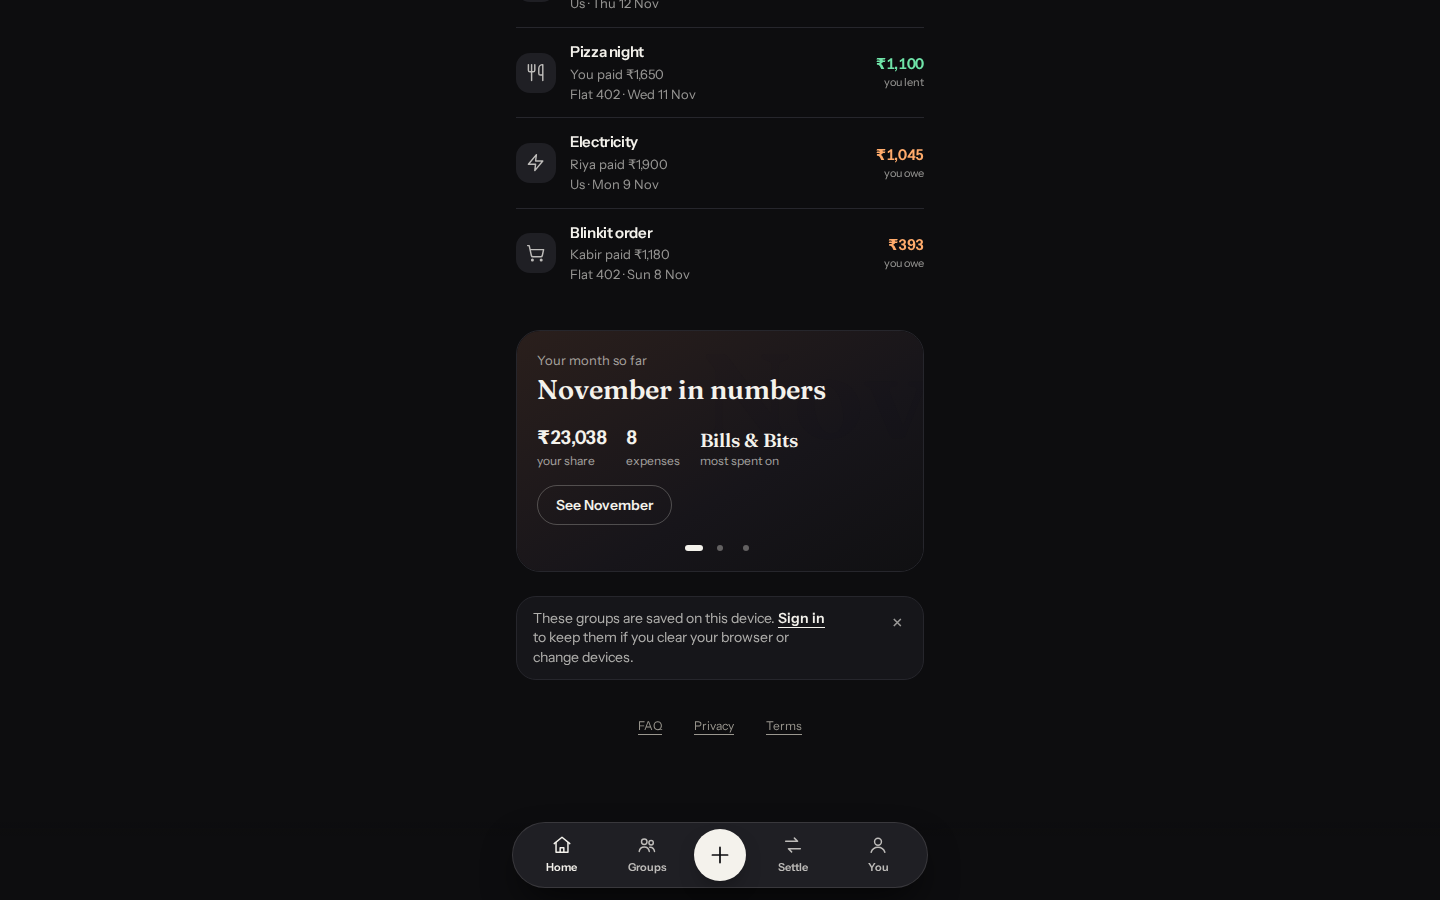 Us · Thu 12 Nov
Pizza night
You paid ₹1,650
Flat 402 · Wed 11 Nov
₹1,100
you lent
Electricity
Riya paid ₹1,900
Us · Mon 9 Nov
₹1,045
you owe
Blinkit order
Kabir paid ₹1,180
Flat 402 · Sun 8 Nov
₹393
you owe
Your month so far
November in numbers
₹23,038 8 Bills & Bits
your share expenses most spent on
See November
These groups are saved on this device. Sign in
to keep them if you clear your browser or
change devices.
FAQ Privacy Terms
Home Groups Settle You